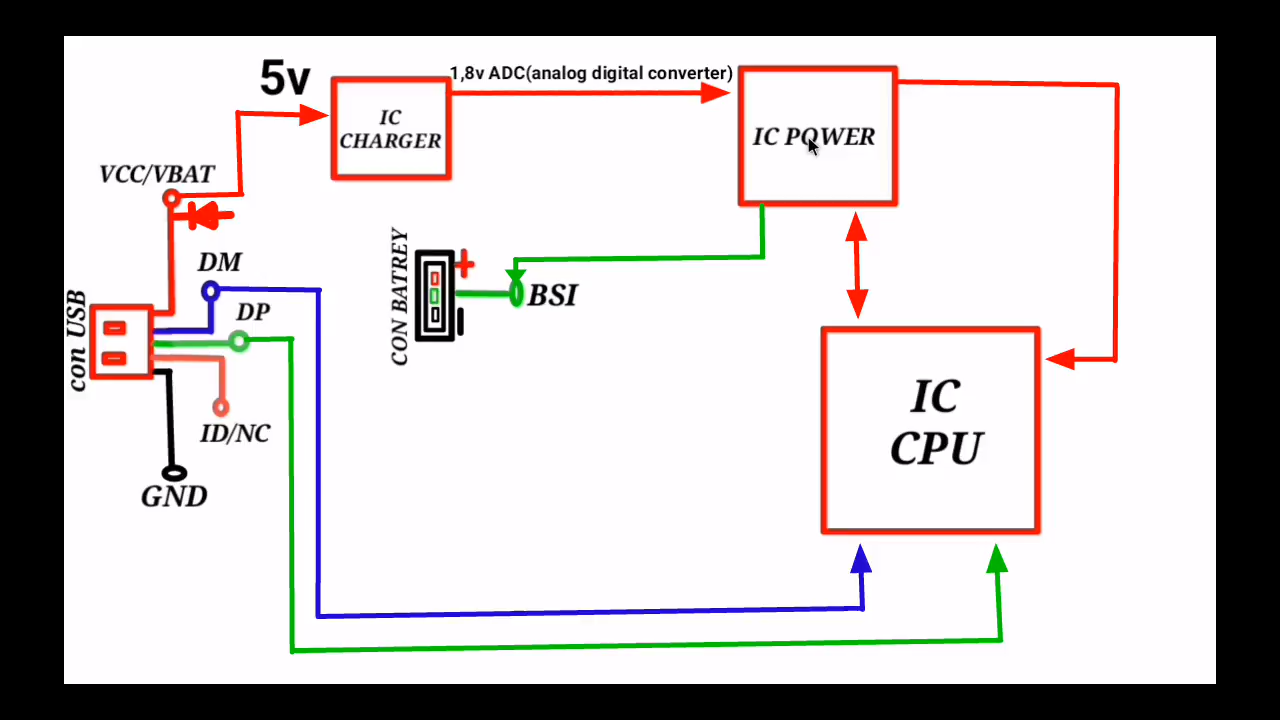 5v
1,8v ADC(analog digital converter)
IC
CHARGER
IC POWER
VCC/VBAT
DM
DP
con USB
ID/NC
GND
CON BATREY
+
BSI
IC
CPU